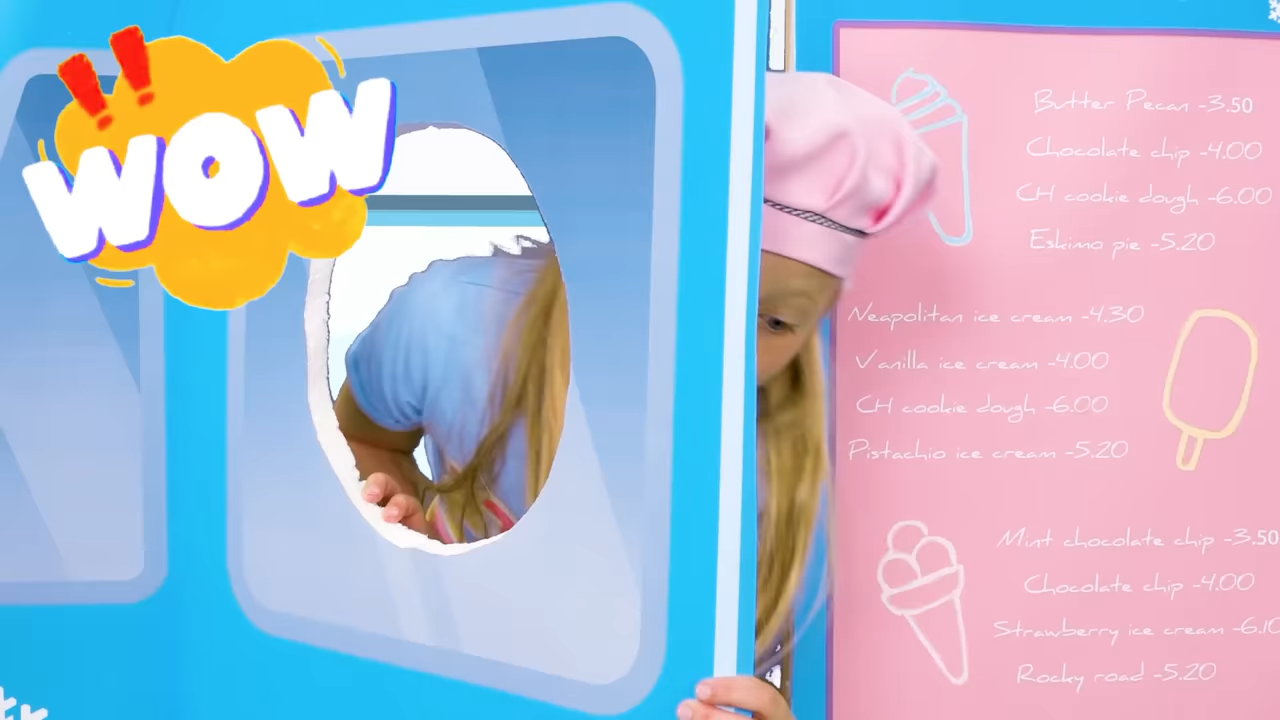 !!
WOW
Butter Pecan -3.50
Chocolate chip -4.00
CH cookie dough -6.00
Eskimo pie -5.20
Neapolitan ice cream -4.30
Vanilla ice cream -4.00
CH cookie dough -6.00
Pistachio ice cream -5.20
Mint chocolate chip -3.50
Chocolate chip -4.00
Strawberry ice cream -6.10
Rocky road -5.20